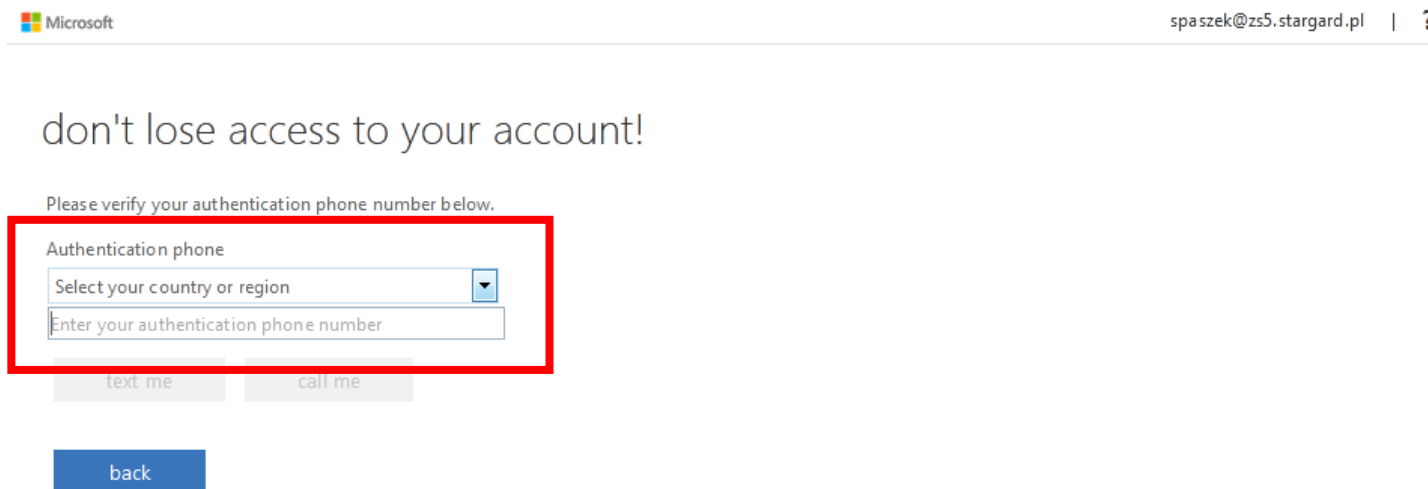 Microsoft
spaszek@zs5.stargard.pl | ?
don't lose access to your account!
Please verify your authentication phone number below.
Authentication phone
Select your country or region
Enter your authentication phone number
text me call me
back